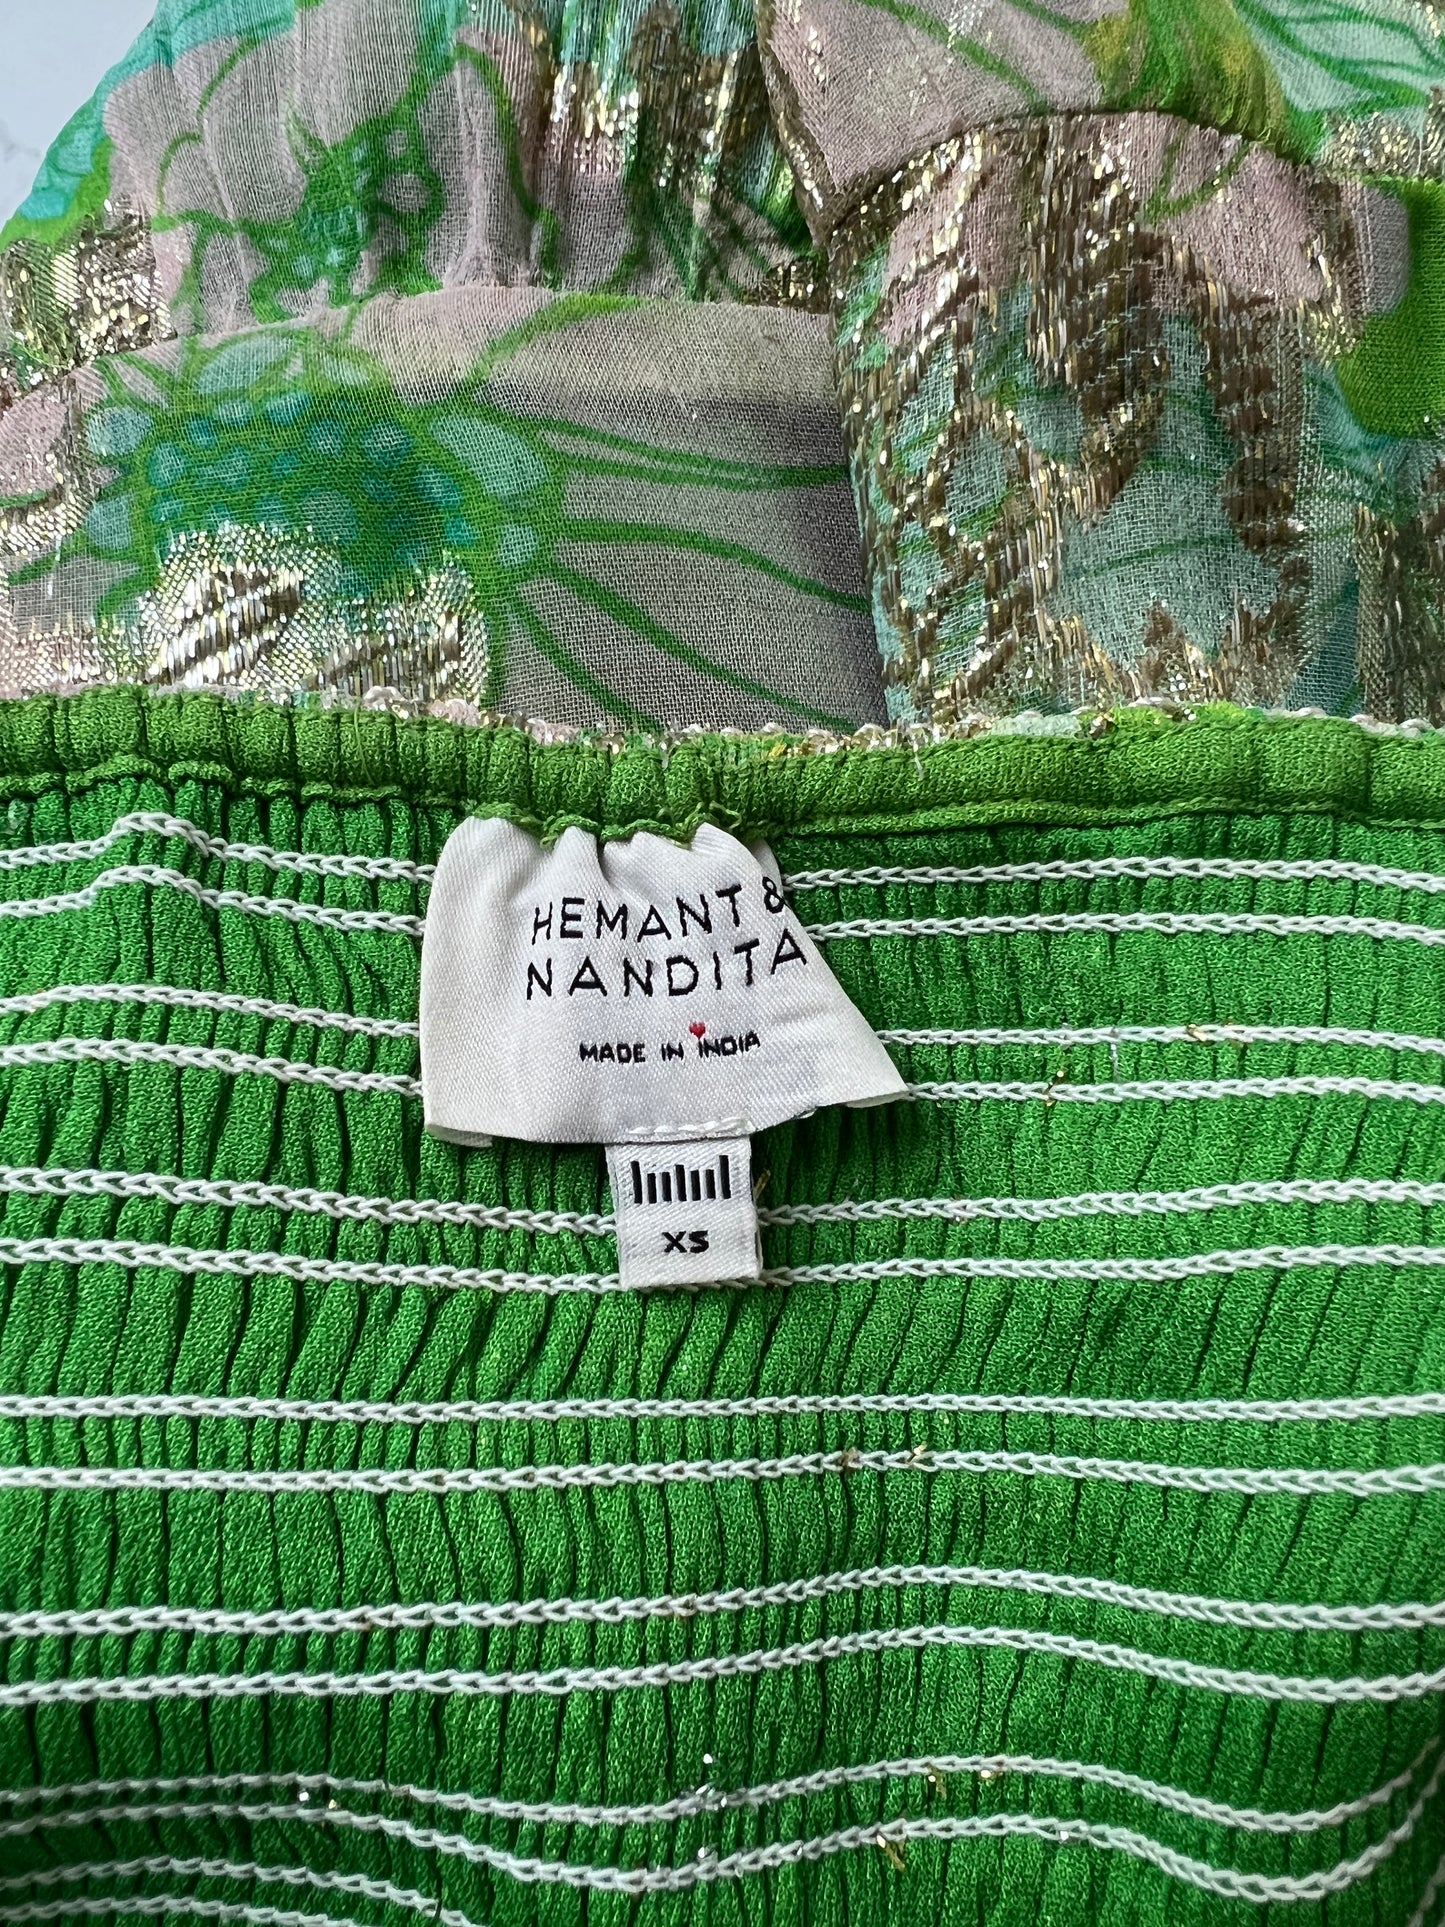 HEMANT &
NANDITA
MADE IN INDIA
XS